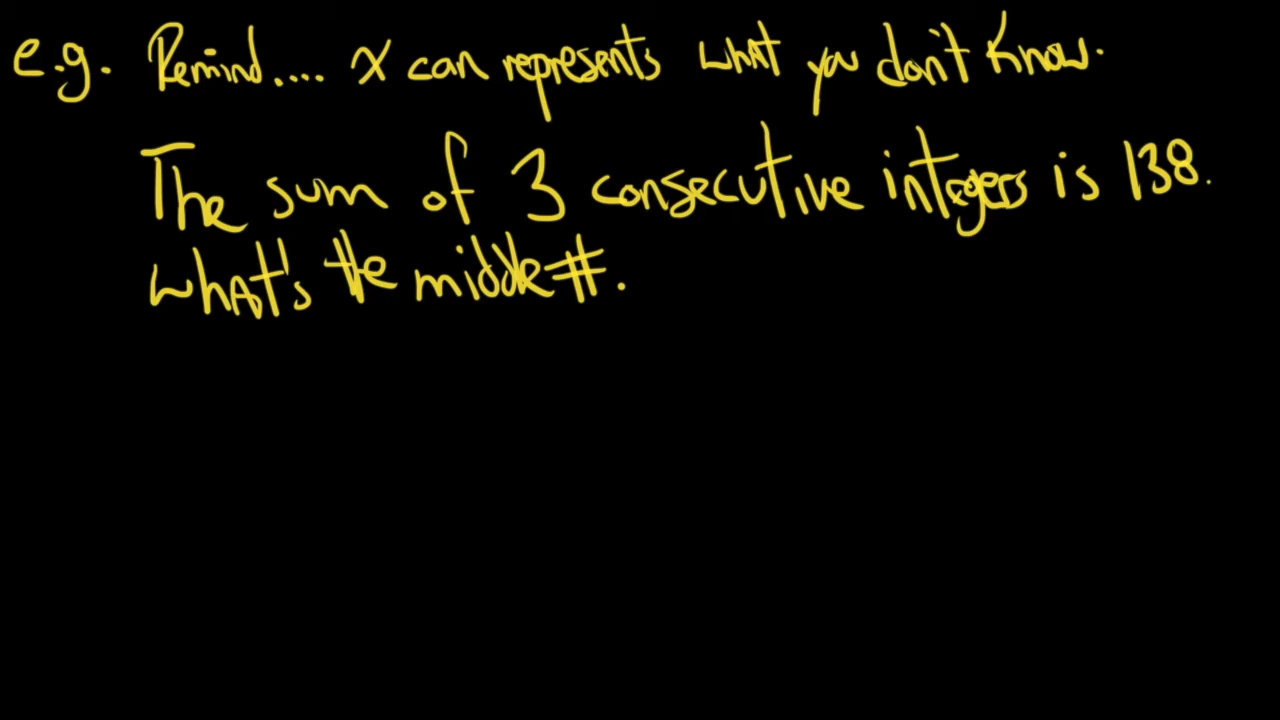 e.g. Remind.... x can represents what you don't know.
The sum of 3 consecutive integers is 138.
what's the middle #.